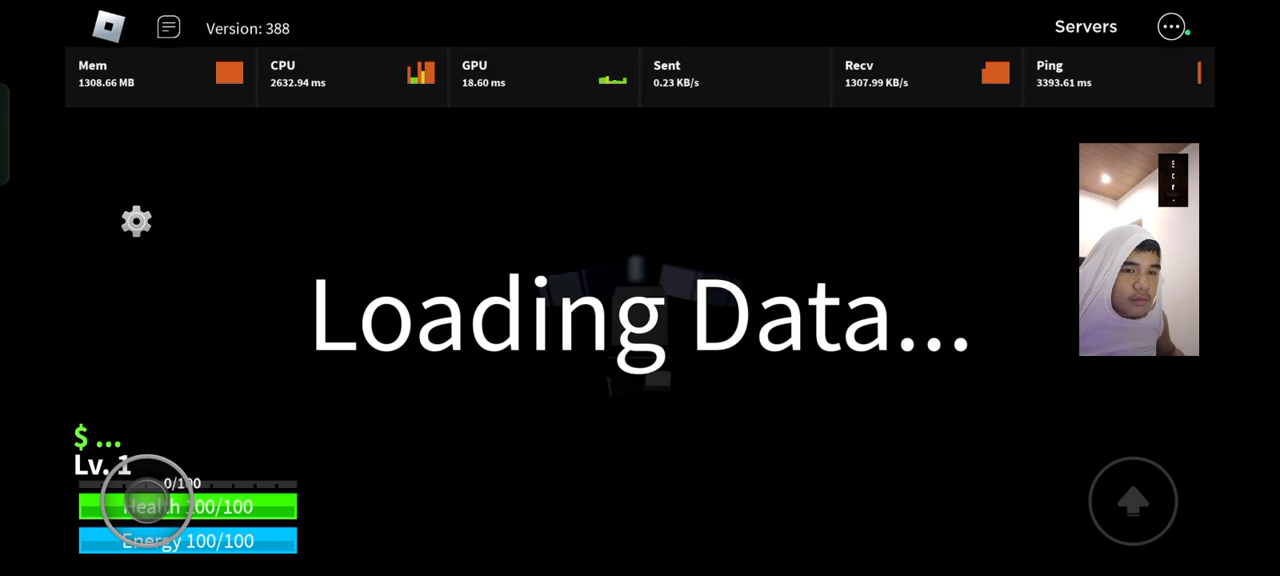 Version: 388
Servers
Mem
1308.66 MB
CPU
2632.94 ms
GPU
18.60 ms
Sent
0.23 KB/s
Recv
1307.99 KB/s
Ping
3393.61 ms
Loading Data...
$ ...
Lv. 1
0/100
Health 100/100
Energy 100/100